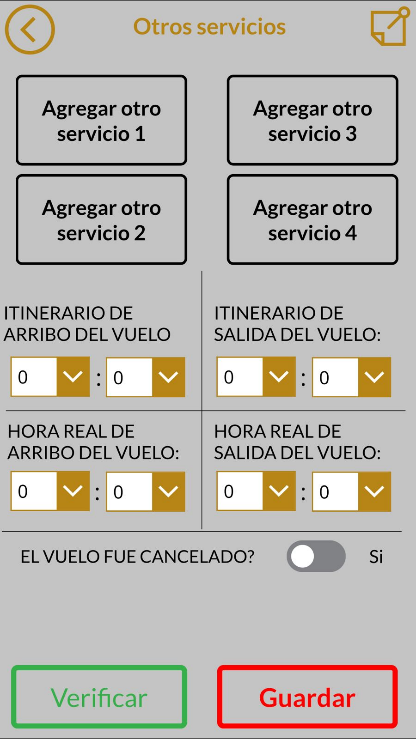 Otros servicios
Agregar otro
servicio 1
Agregar otro
servicio 3
Agregar otro
servicio 2
Agregar otro
servicio 4
ITINERARIO DE
ARRIBO DEL VUELO
ITINERARIO DE
SALIDA DEL VUELO:
0 : 0
0 : 0
HORA REAL DE
ARRIBO DEL VUELO:
HORA REAL DE
SALIDA DEL VUELO:
0 : 0
0 : 0
EL VUELO FUE CANCELADO? Si
Verificar
Guardar